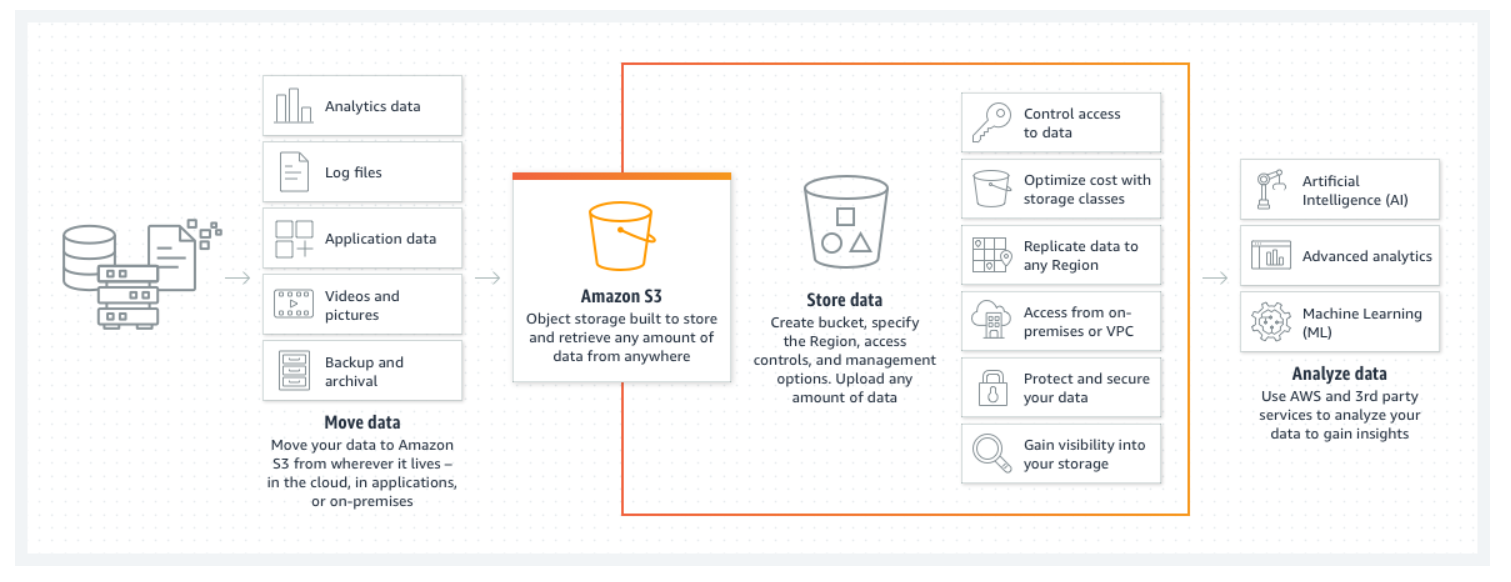 Analytics data
Log files
Application data
Videos and
pictures
Backup and
archival
Move data
Move your data to Amazon
S3 from wherever it lives –
in the cloud, in applications,
or on-premises
Amazon S3
Object storage built to store
and retrieve any amount of
data from anywhere
Store data
Create bucket, specify
the Region, access
controls, and management
options. Upload any
amount of data
Control access
to data
Optimize cost with
storage classes
Replicate data to
any Region
Access from on-
premises or VPC
Protect and secure
your data
Gain visibility into
your storage
Artificial
Intelligence (AI)
Advanced analytics
Machine Learning
(ML)
Analyze data
Use AWS and 3rd party
services to analyze your
data to gain insights